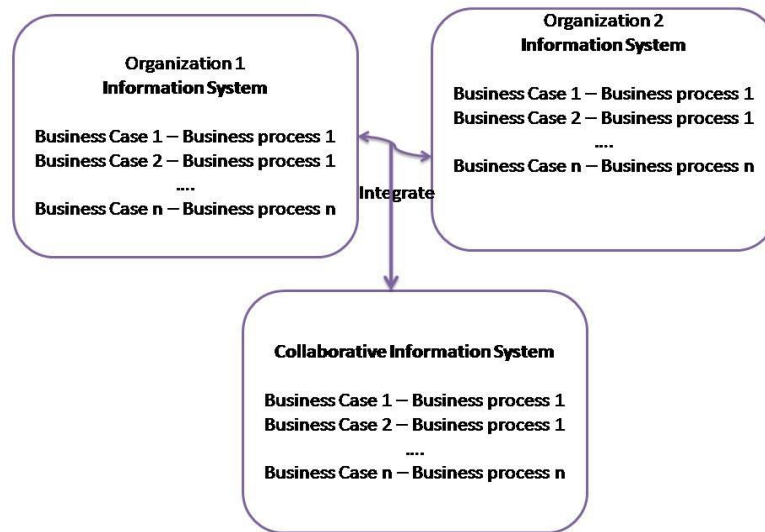 Organization 1
Information System
Business Case 1 – Business process 1
Business Case 2 – Business process 1
....
Business Case n – Business process n
Organization 2
Information System
Business Case 1 – Business process 1
Business Case 2 – Business process 1
....
Business Case n – Business process n
Integrate
Collaborative Information System
Business Case 1 – Business process 1
Business Case 2 – Business process 1
....
Business Case n – Business process n